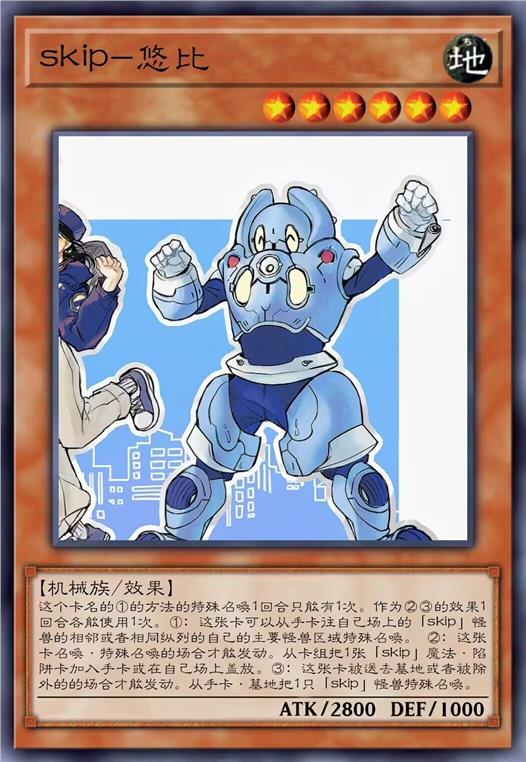 skip-悠比
地
【机械族/效果】
这个卡名的①的方法的特殊召唤1回合只能有1次。作为②③的效果1
回合各能使用1次。①：这张卡可以从手卡往自己场上的「skip」怪
兽的相邻或者相同纵列的自己的主要怪兽区域特殊召唤。 ②：这张
卡召唤·特殊召唤的场合才能发动。从卡组把1张「skip」魔法·陷
阱卡加入手卡或在自己场上盖放。③：这张卡被送去墓地或者被除
外的的场合才能发动。从手卡·墓地把1只「skip」怪兽特殊召唤。
ATK/2800 DEF/1000